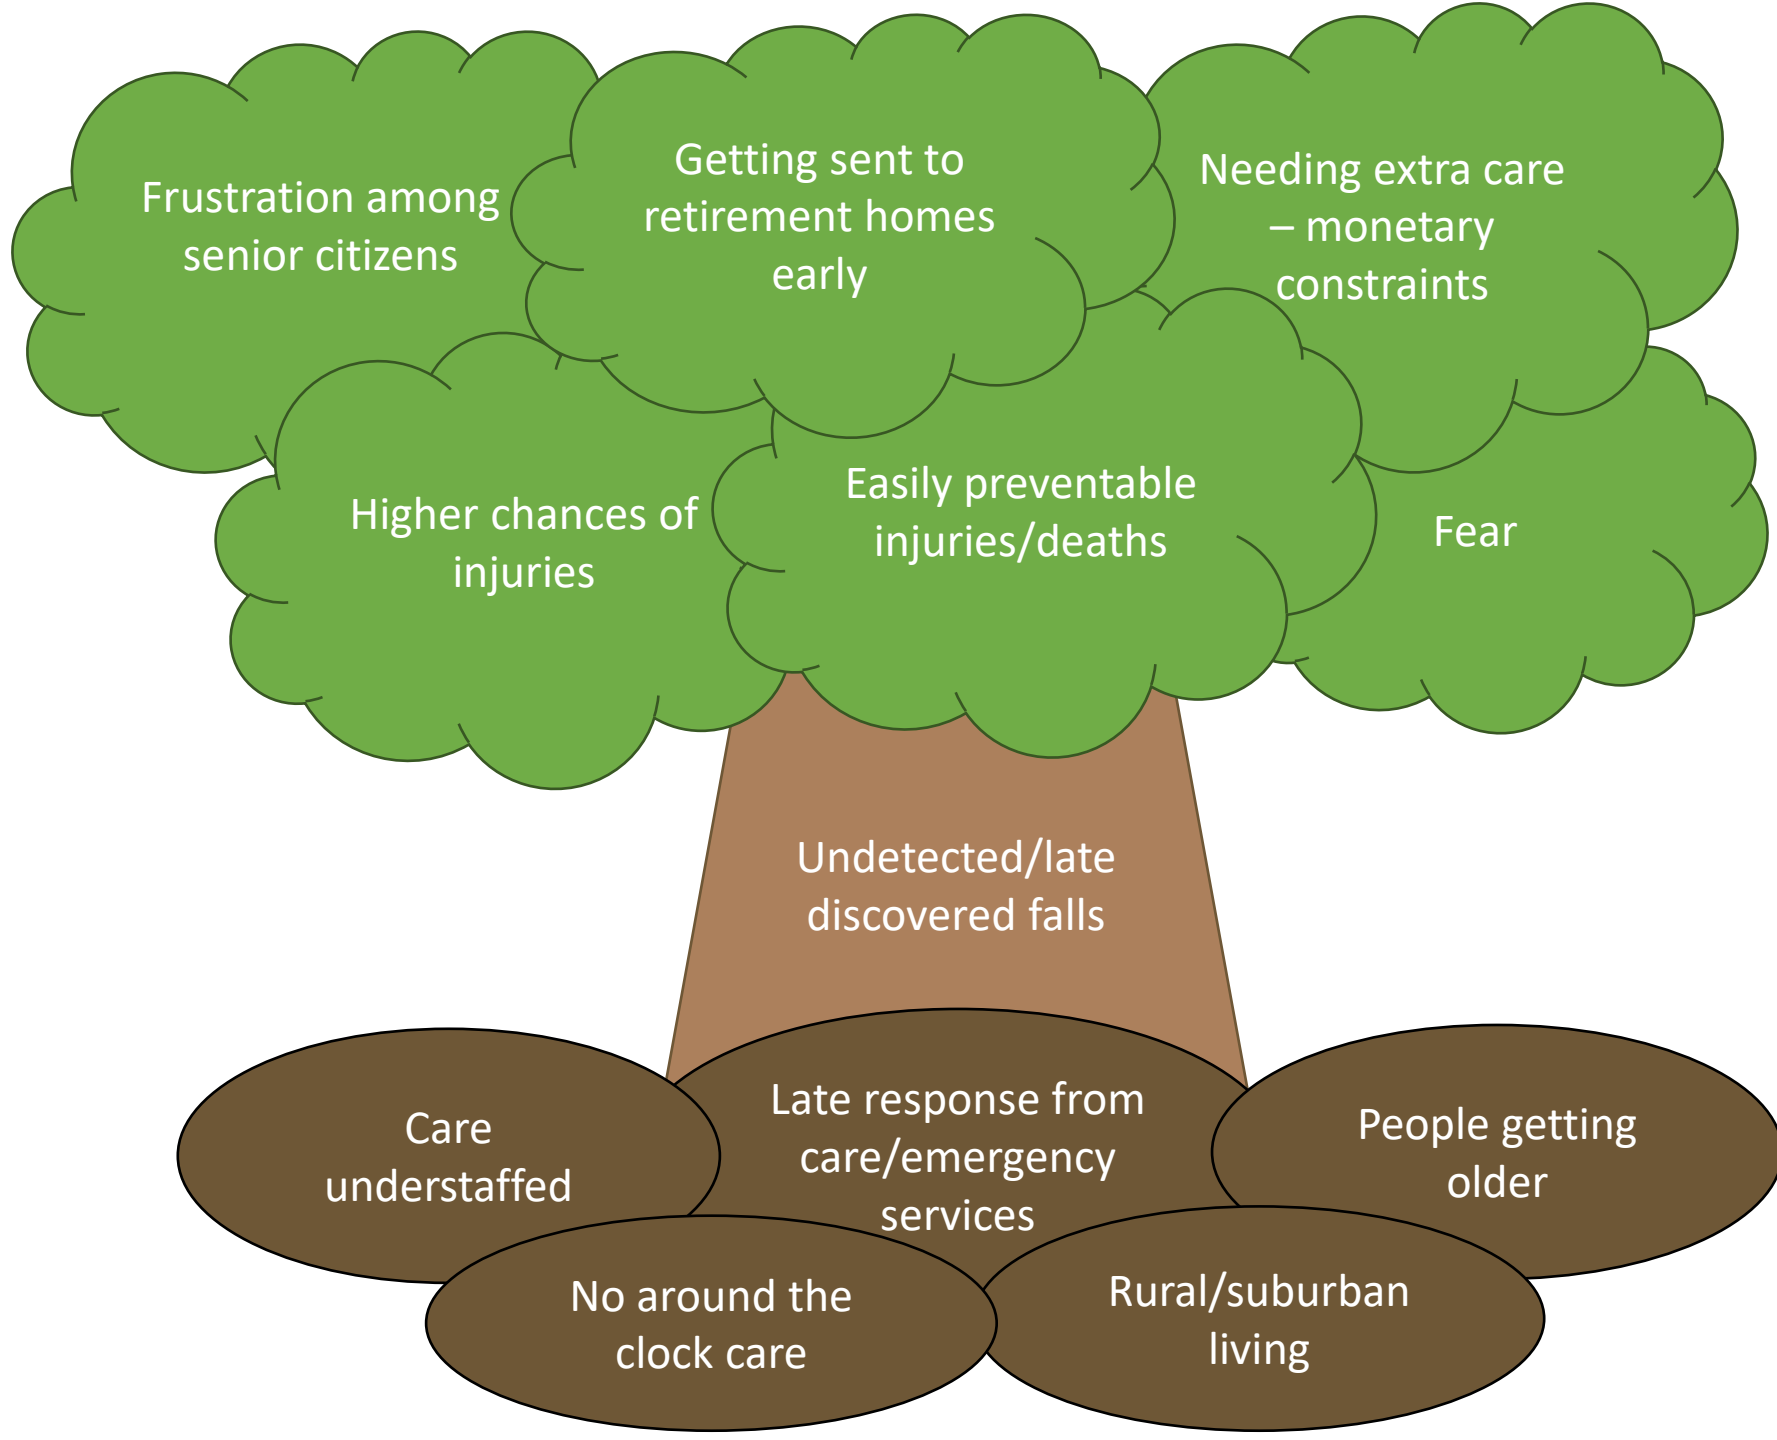 Frustration among
senior citizens
Getting sent to
retirement homes
early
Needing extra care
– monetary
constraints
Higher chances of
injuries
Easily preventable
injuries/deaths
Fear
Undetected/late
discovered falls
Care
understaffed
Late response from
care/emergency
services
People getting
older
No around the
clock care
Rural/suburban
living